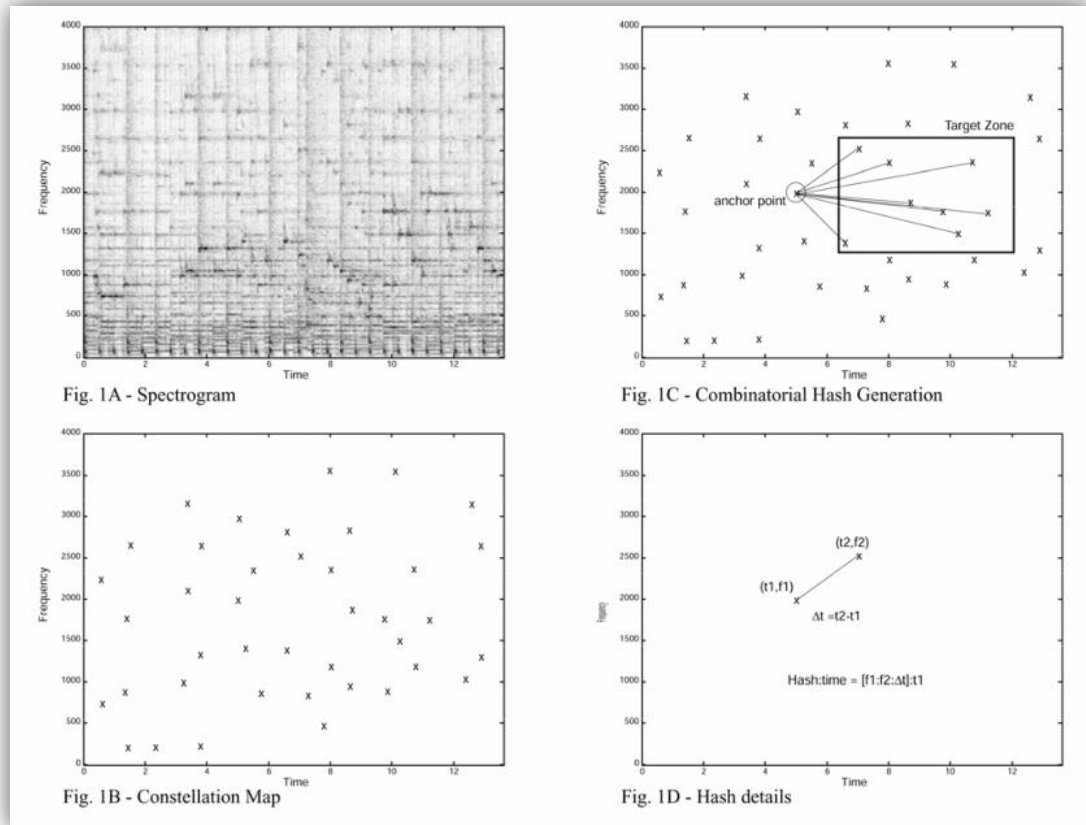 4000
3500
3000
2500
2000
1500
1000
500
0
Frequency
0 2 4 6 8 10 12
Time
Fig. 1A - Spectrogram
4000
3500
3000
2500
2000
1500
1000
500
0
Frequency
Target Zone
anchor point
0 2 4 6 8 10 12
Time
Fig. 1C - Combinatorial Hash Generation
4000
3500
3000
2500
2000
1500
1000
500
0
Frequency
0 2 4 6 8 10 12
Time
Fig. 1B - Constellation Map
4000
3500
3000
2500
2000
1500
1000
500
0
(t2,f2)
(t1,f1)
Δt =t2-t1
Hash:time = [f1:f2:Δt]:t1
0 2 4 6 8 10 12
Time
Fig. 1D - Hash details